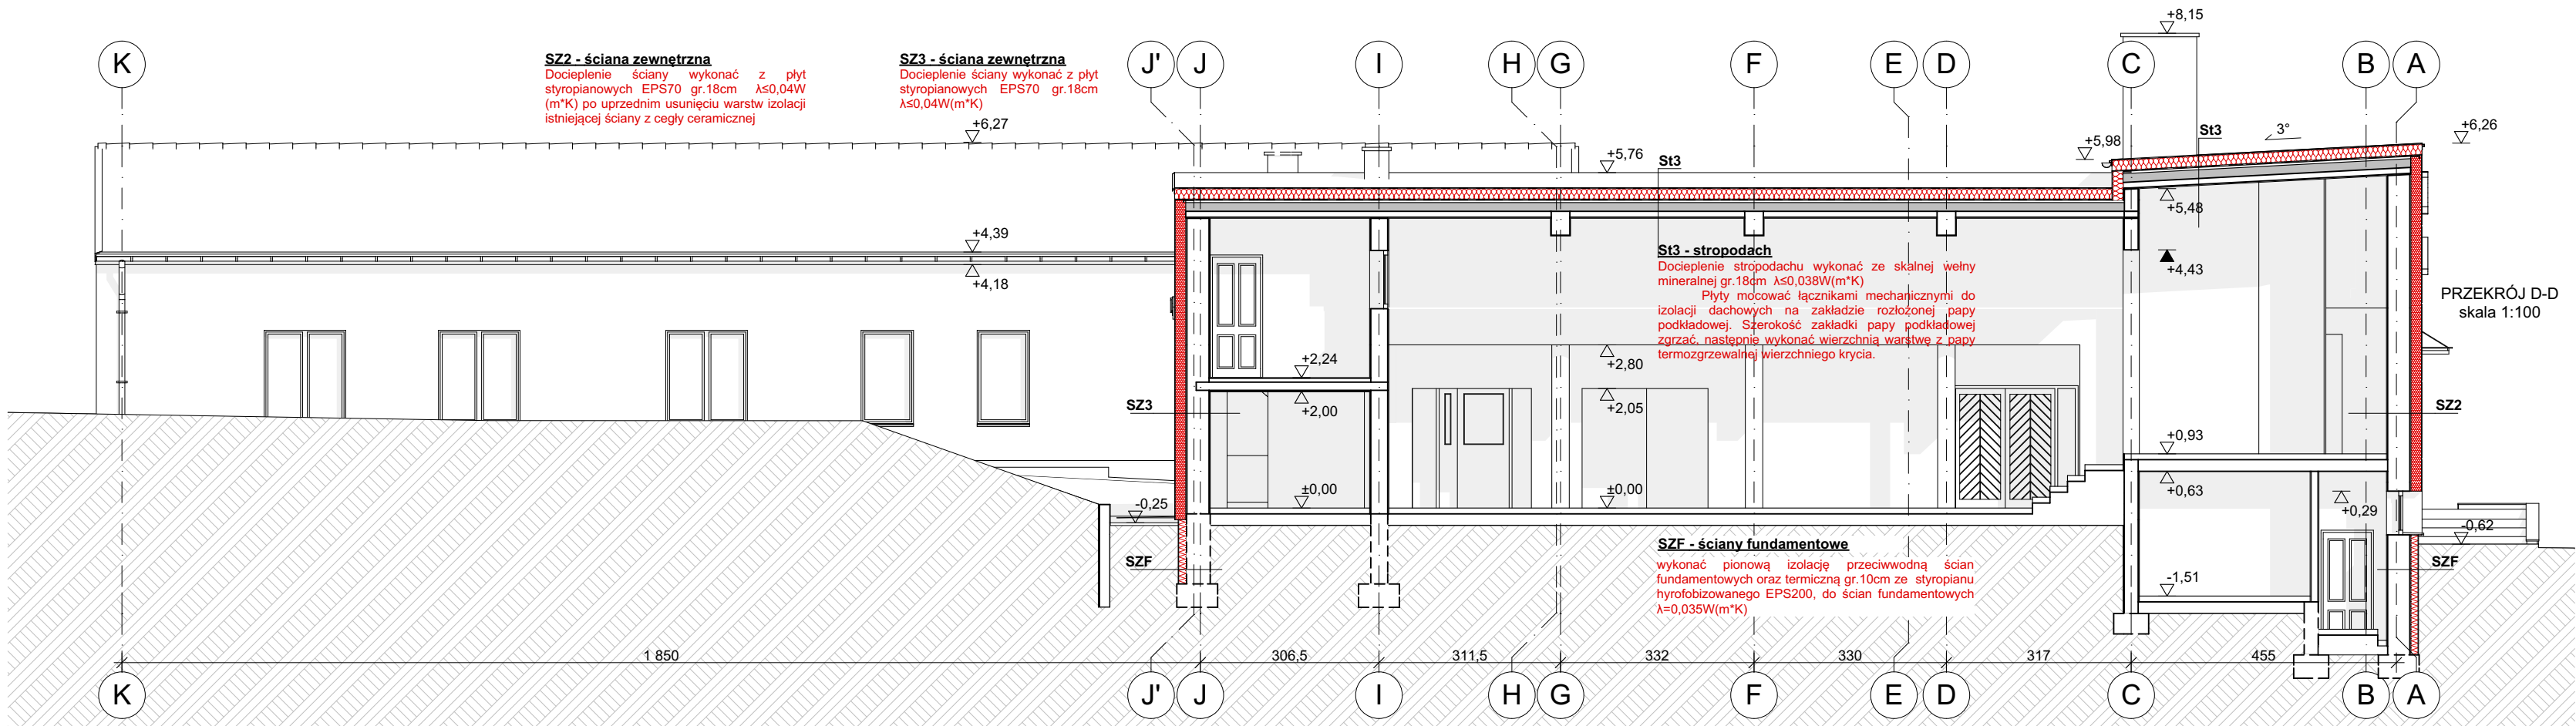 K
J'
J
I
H
G
F
E
D
C
B
A
SZ2 - ściana zewnętrzna
Docieplenie ściany wykonać z płyt
styropianowych EPS70 gr.18cm λ≤0,04W
(m*K) po uprzednim usunięciu warstw izolacji
istniejącej ściany z cegły ceramicznej
SZ3 - ściana zewnętrzna
Docieplenie ściany wykonać z płyt
styropianowych EPS70 gr.18cm
λ≤0,04W(m*K)
+8,15
+6,27
+5,76
St3
+5,98
St3
3°
+6,26
+5,48
+4,39
+4,18
+4,43
St3 - stropodach
Docieplenie stropodachu wykonać ze skalnej wełny
mineralnej gr.18cm λ≤0,038W(m*K)
Płyty mocować łącznikami mechanicznymi do
izolacji dachowych na zakładzie rozłożonej papy
podkładowej. Szerokość zakładki papy podkładowej
zgrzać, następnie wykonać wierzchnią warstwę z papy
termozgrzewalnej wierzchniego krycia.
PRZEKRÓJ D-D
skala 1:100
+2,24
+2,80
+2,00
+2,05
SZ3
SZ2
+0,93
+0,63
±0,00
±0,00
-0,25
+0,29
-0,62
SZF - ściany fundamentowe
wykonać pionową izolację przeciwwodną ścian
fundamentowych oraz termiczną gr.10cm ze styropianu
hyrofobizowanego EPS200, do ścian fundamentowych
λ=0,035W(m*K)
SZF
SZF
-1,51
1 850
306,5
311,5
332
330
317
455
K
J'
J
I
H
G
F
E
D
C
B
A